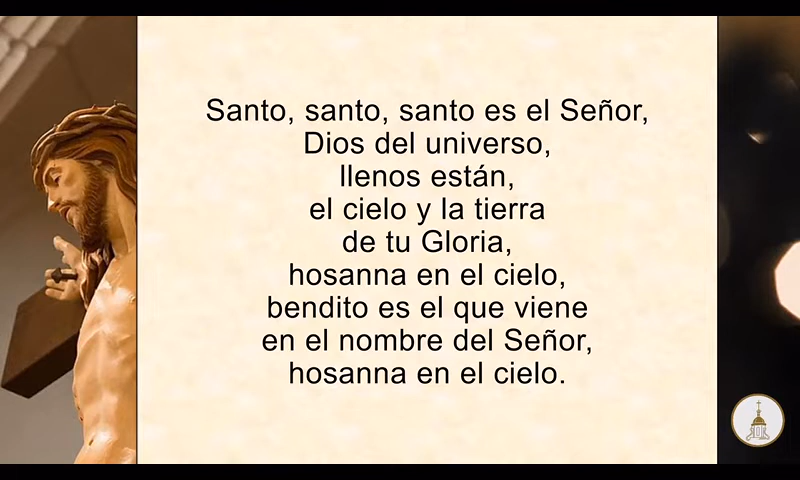 Santo, santo, santo es el Señor,
Dios del universo,
llenos están,
el cielo y la tierra
de tu Gloria,
hosanna en el cielo,
bendito es el que viene
en el nombre del Señor,
hosanna en el cielo.